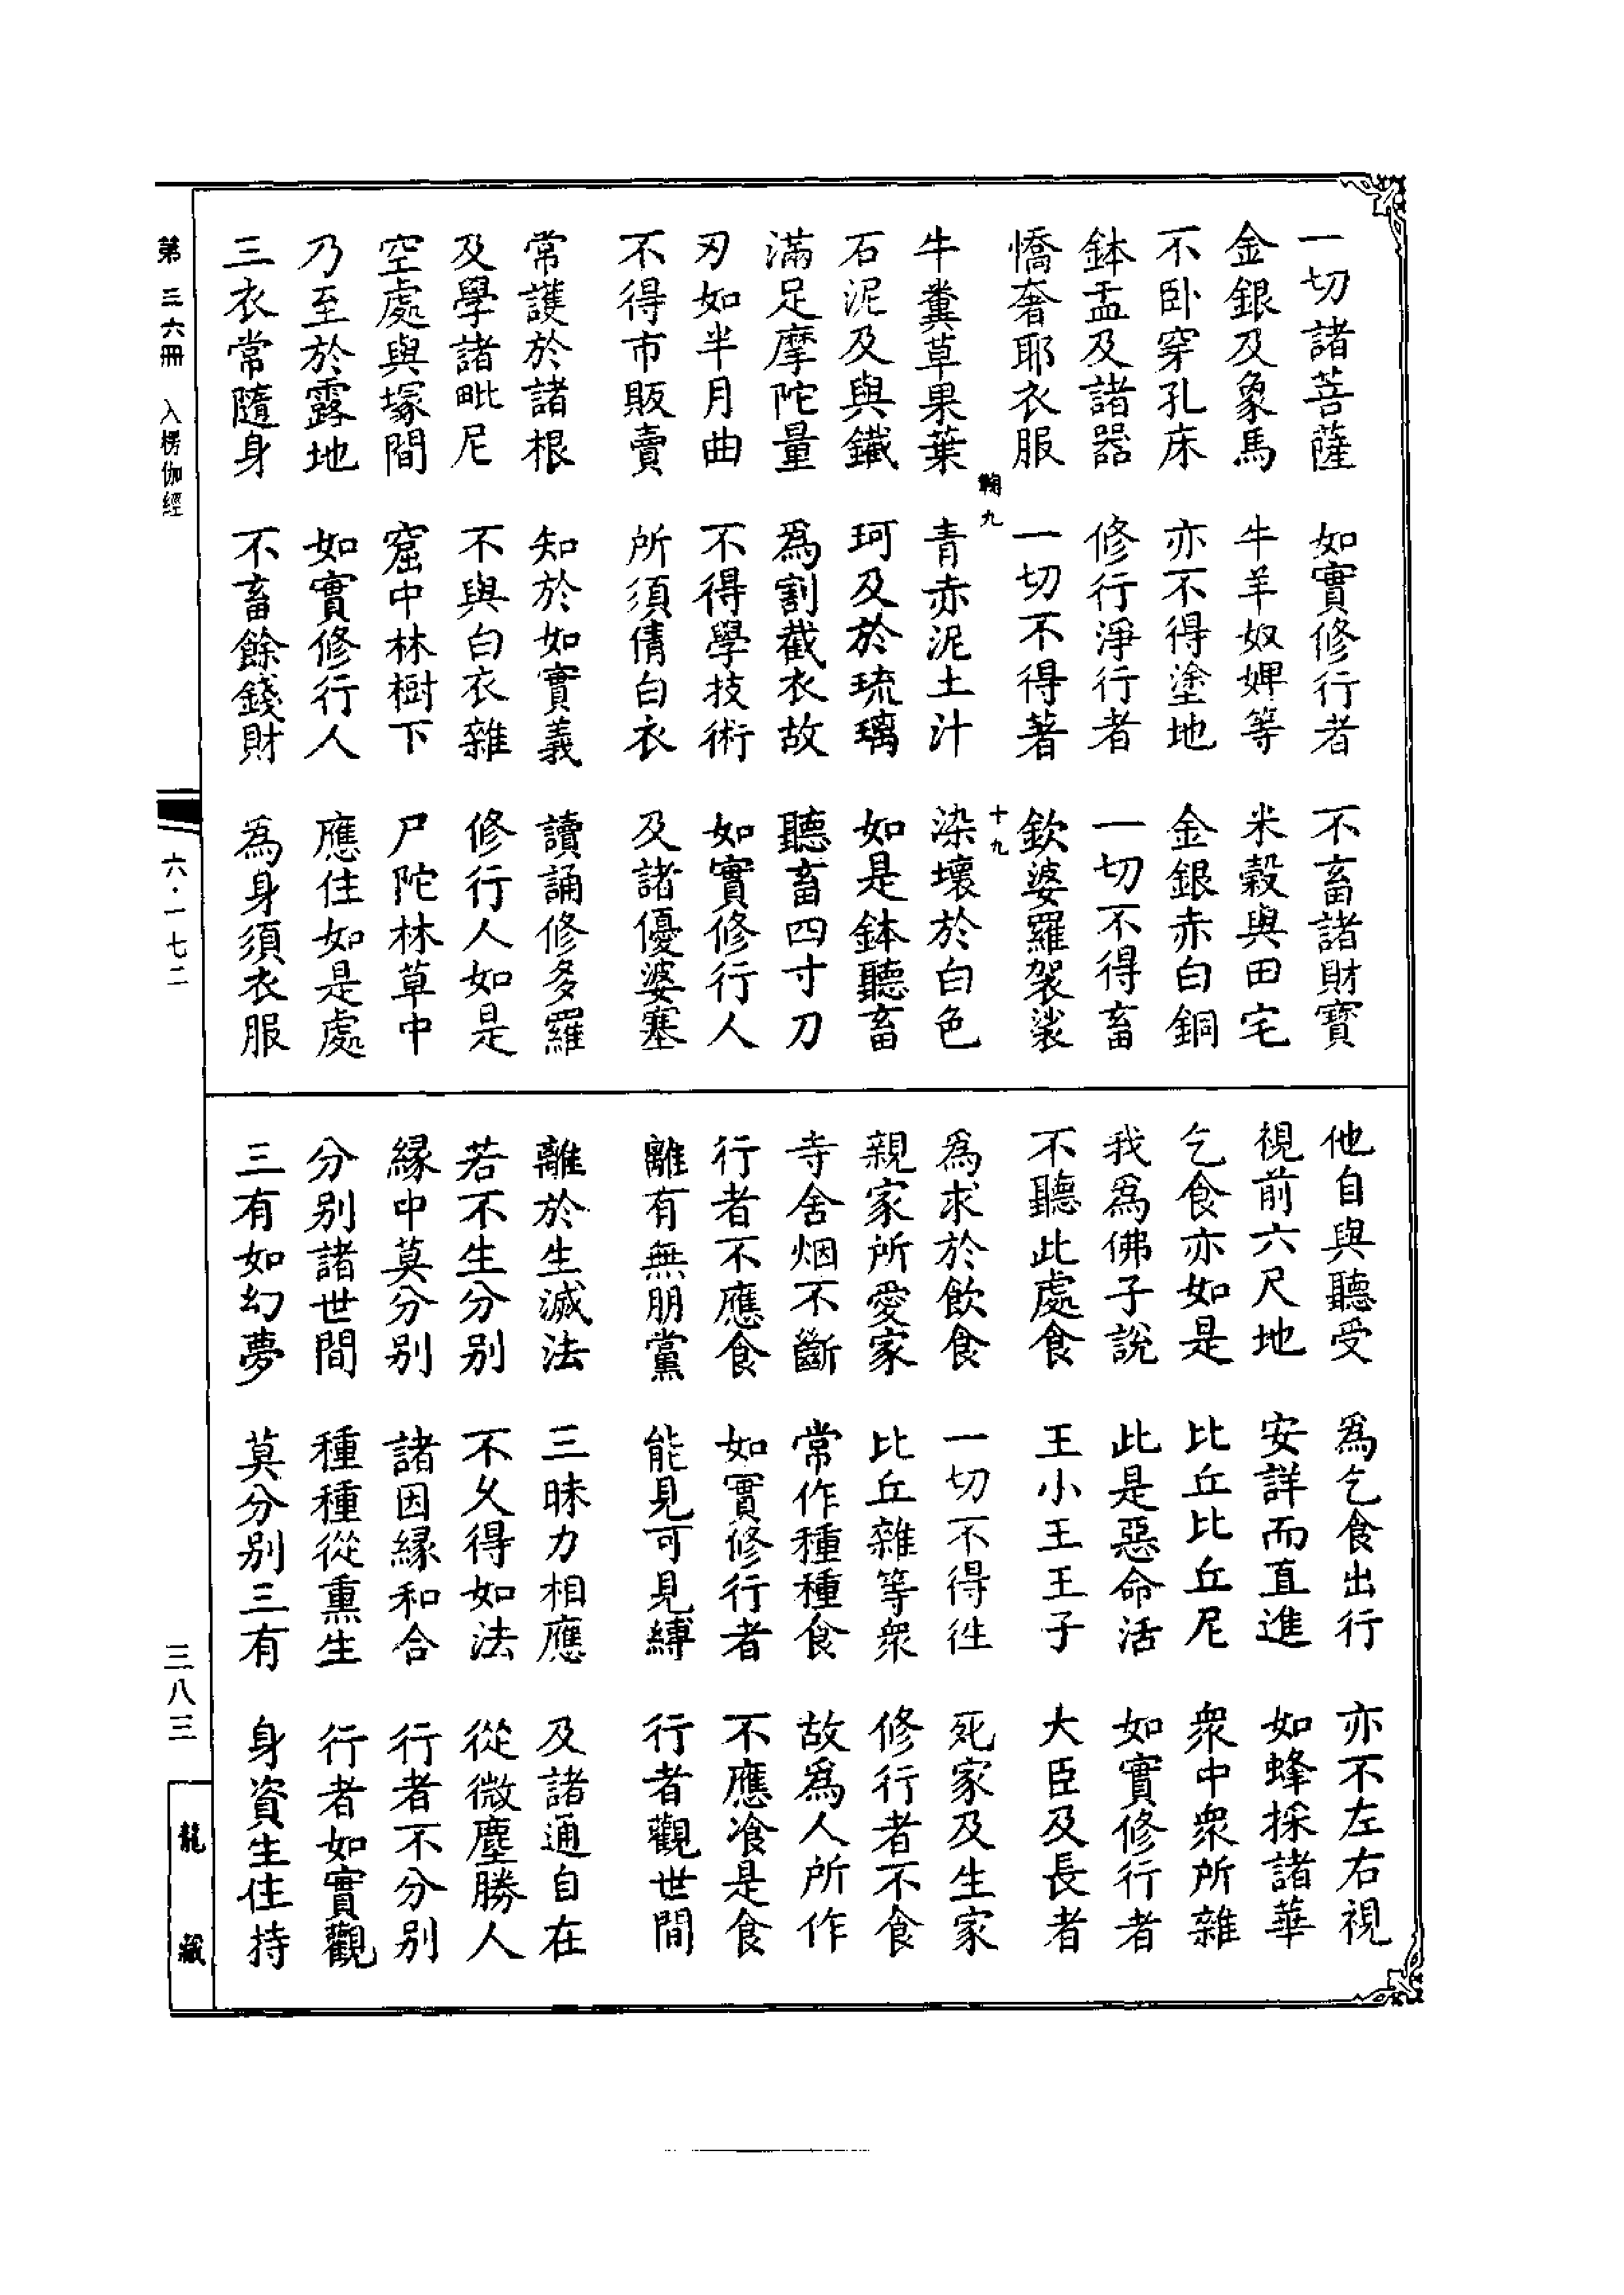 一切諸菩薩　如實修行者　不畜諸財寶
金銀及象馬　牛羊奴婢等　米穀與田宅
不卧穿孔床　亦不得塗地　金銀赤白銅
鉢盂及諸器　修行淨行者　一切不得畜
憍奢耶衣服　一切不得著　欽婆羅袈裟
鞠九　十九
牛糞草果葉　青赤泥土汁　染壞於白色
石泥及與鐵　珂及於琉璃　如是鉢聽畜
滿足摩陀量　爲割截衣故　聽畜四寸刀
刃如半月曲　不得學技術　如實修行人
不得市販賣　所須倩白衣　及諸優婆塞
常護於諸根　知於如實義　讀誦修多羅
及學諸毗尼　不與白衣雜　修行人如是
空處與塚間　窟中林樹下　尸陀林草中
乃至於露地　如實修行人　應住如是處
三衣常隨身　不畜餘錢財　爲身須衣服
他自與聽受　爲乞食出行　亦不左右視
視前六尺地　安詳而直進　如蜂採諸華
乞食亦如是　比丘比丘尼　衆中衆所雜
我爲佛子說　此是惡命活　如實修行者
不聽此處食　王小王王子　大臣及長者
爲求於飲食　一切不得徃　死家及生家
親家所愛家　比丘雜等衆　修行者不食
寺舍烟不斷　常作種種食　故爲人所作
行者不應食　如實修行者　不應飡是食
離有無朋黨　能見可見縛　行者觀世間
離於生滅法　三昧力相應　及諸通自在
若不生分别　不久得如法　從微塵勝人
緣中莫分别　諸因緣和合　行者不分别
分别諸世間　種種從熏生　行者如實觀
三有如幻夢　莫分别三有　身資生住持
第三六冊　入楞伽經　六・一七二　三八三　龍藏